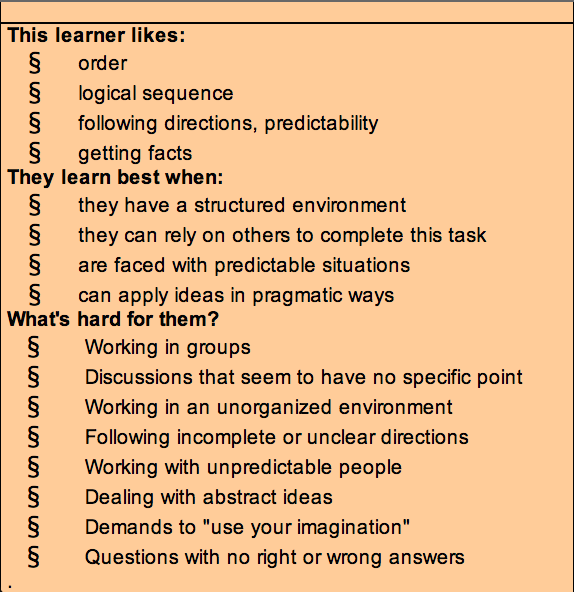 This learner likes:
§ order
§ logical sequence
§ following directions, predictability
§ getting facts
They learn best when:
§ they have a structured environment
§ they can rely on others to complete this task
§ are faced with predictable situations
§ can apply ideas in pragmatic ways
What's hard for them?
§ Working in groups
§ Discussions that seem to have no specific point
§ Working in an unorganized environment
§ Following incomplete or unclear directions
§ Working with unpredictable people
§ Dealing with abstract ideas
§ Demands to "use your imagination"
§ Questions with no right or wrong answers
.